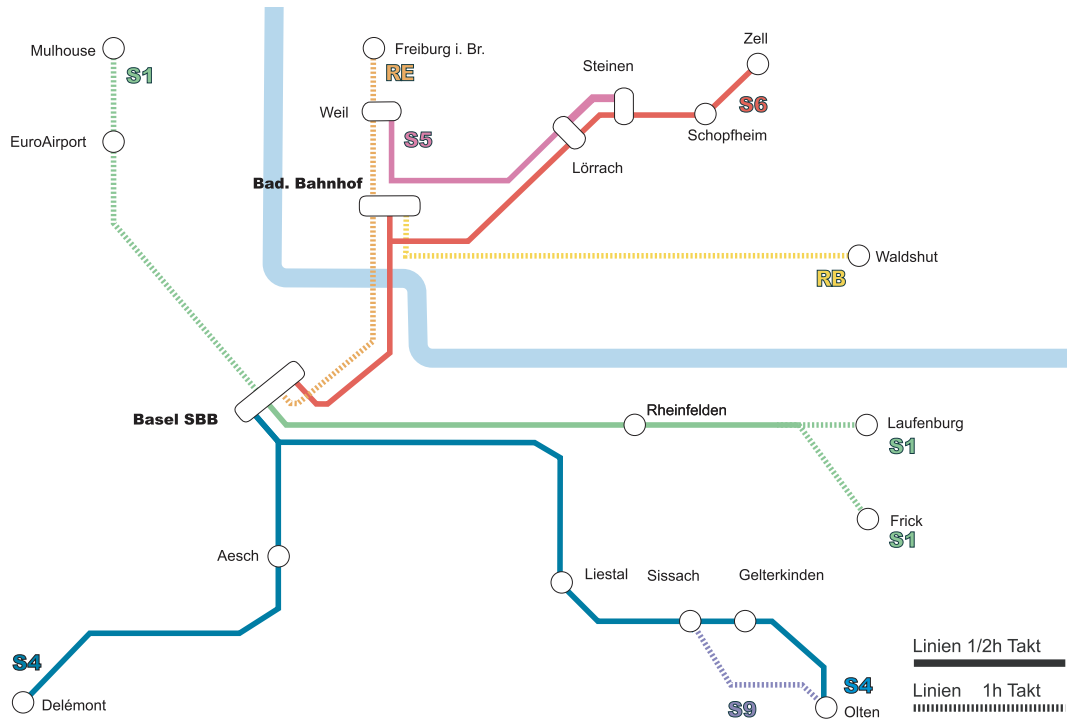 Zell
Mulhouse
Freiburg i. Br.
S1
RE
Steinen
S6
Weil
EuroAirport
S5
Schopfheim
Lörrach
Bad. Bahnhof
Waldshut
RB
Basel SBB
Rheinfelden
Laufenburg
S1
Frick
S1
Aesch
Liestal
Sissach
Gelterkinden
Linien 1/2h Takt
S4
Delémont
S4
Linien 1h Takt
S9
Olten